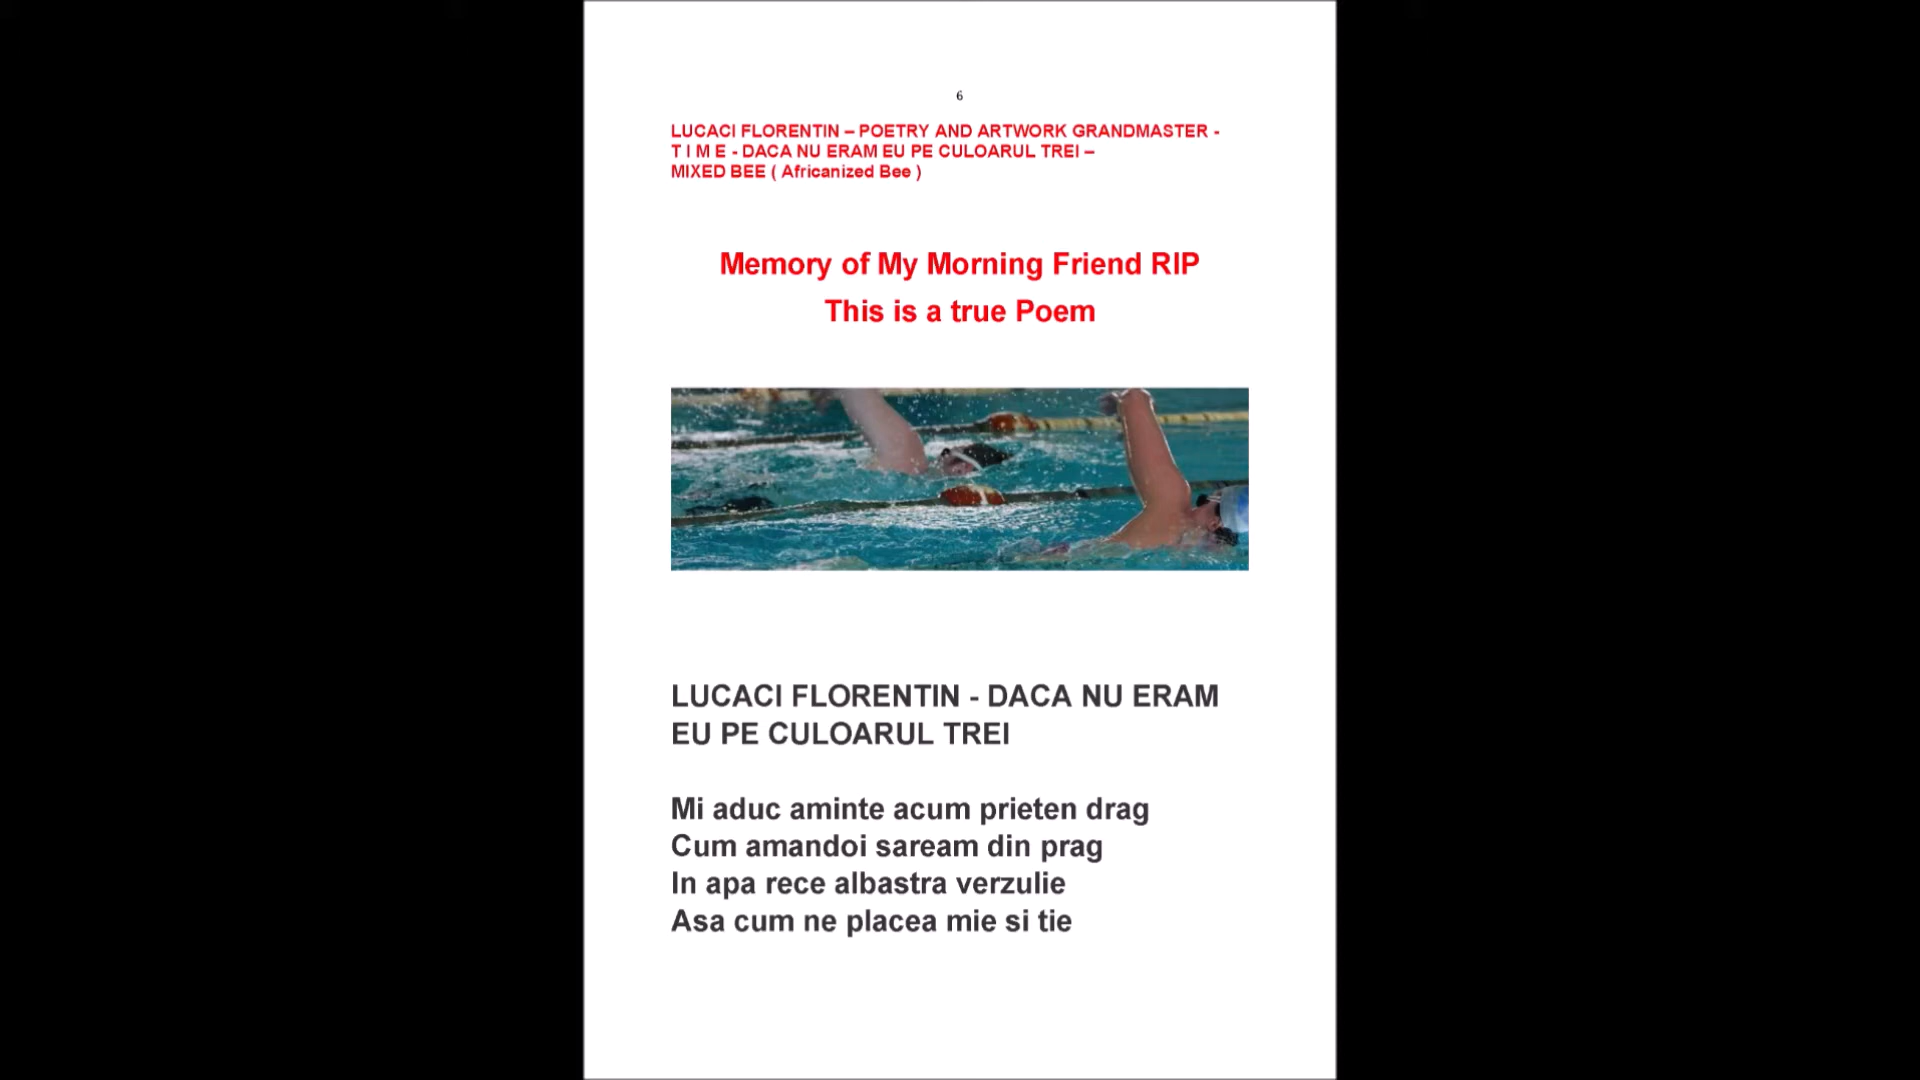 6
LUCACI FLORENTIN – POETRY AND ARTWORK GRANDMASTER -
T I M E - DACA NU ERAM EU PE CULOARUL TREI –
MIXED BEE ( Africanized Bee )
Memory of My Morning Friend RIP
This is a true Poem
LUCACI FLORENTIN - DACA NU ERAM
EU PE CULOARUL TREI
Mi aduc aminte acum prieten drag
Cum amandoi saream din prag
In apa rece albastra verzulie
Asa cum ne placea mie si tie